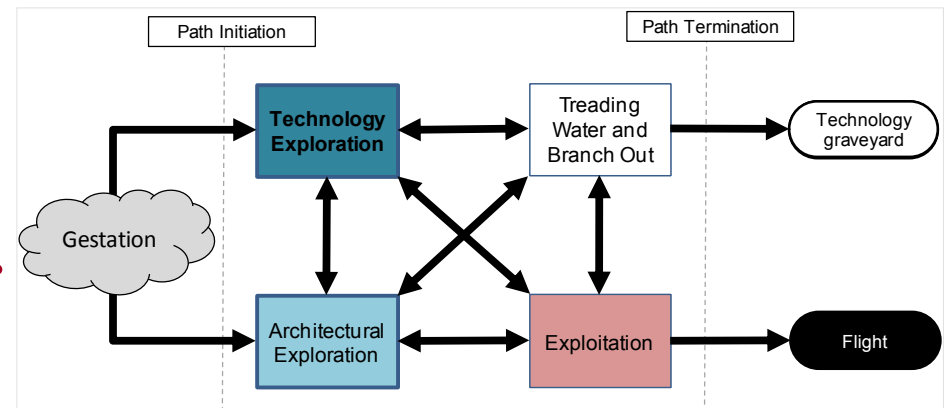 Path Initiation
Path Termination
Technology
Exploration
Treading
Water and
Branch Out
Technology
graveyard
Gestation
Architectural
Exploration
Exploitation
Flight